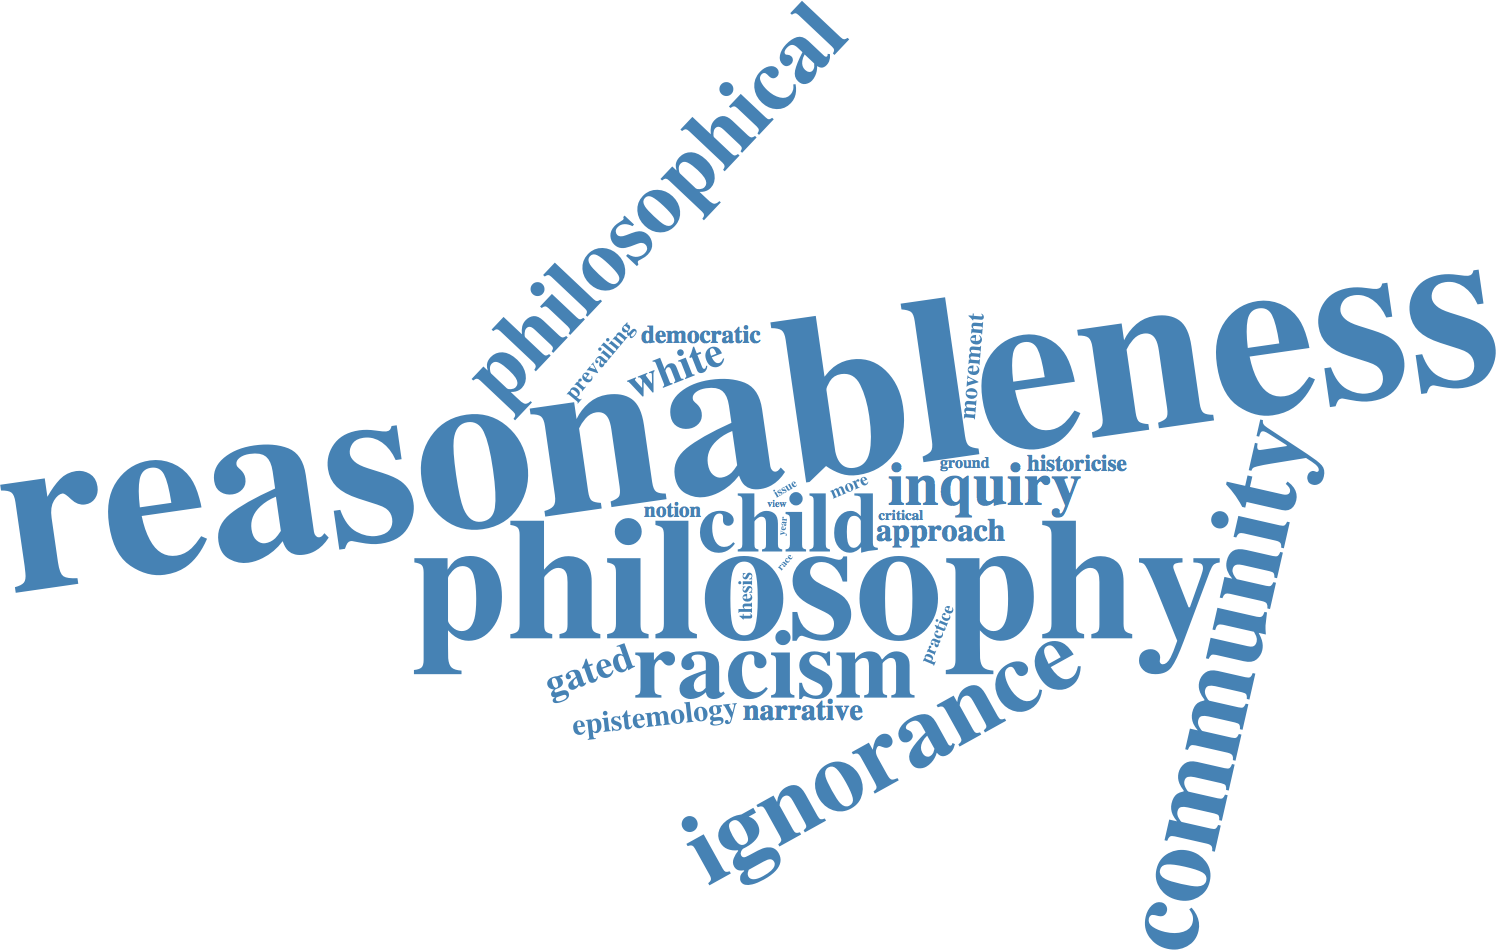 philosophical
reasonableness
prevailing
democratic
white
movement
ground
historicise
inquiry
more
issue
view
year
notion
child
critical
approach
philosophy
race
thesis
practice
community
gated
racism
ignorance
epistemology
narrative